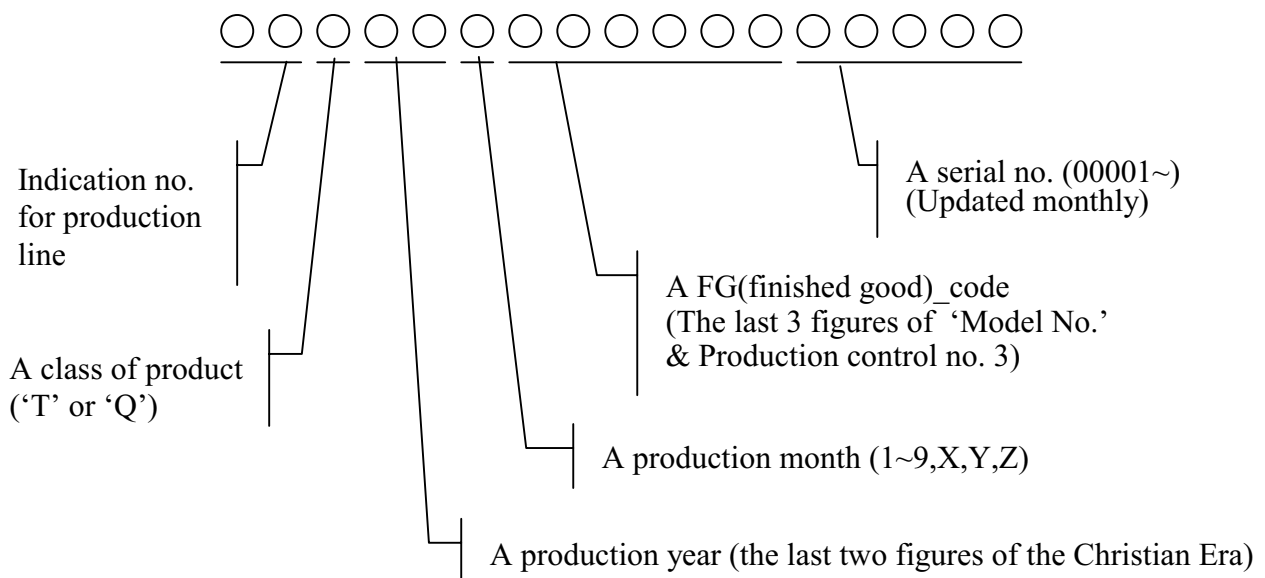 Indication no.
for production
line
A class of product
(‘T’ or ‘Q’)
A serial no. (00001~)
(Updated monthly)
A FG(finished good)_code
(The last 3 figures of ‘Model No.’
& Production control no. 3)
A production month (1~9,X,Y,Z)
A production year (the last two figures of the Christian Era)